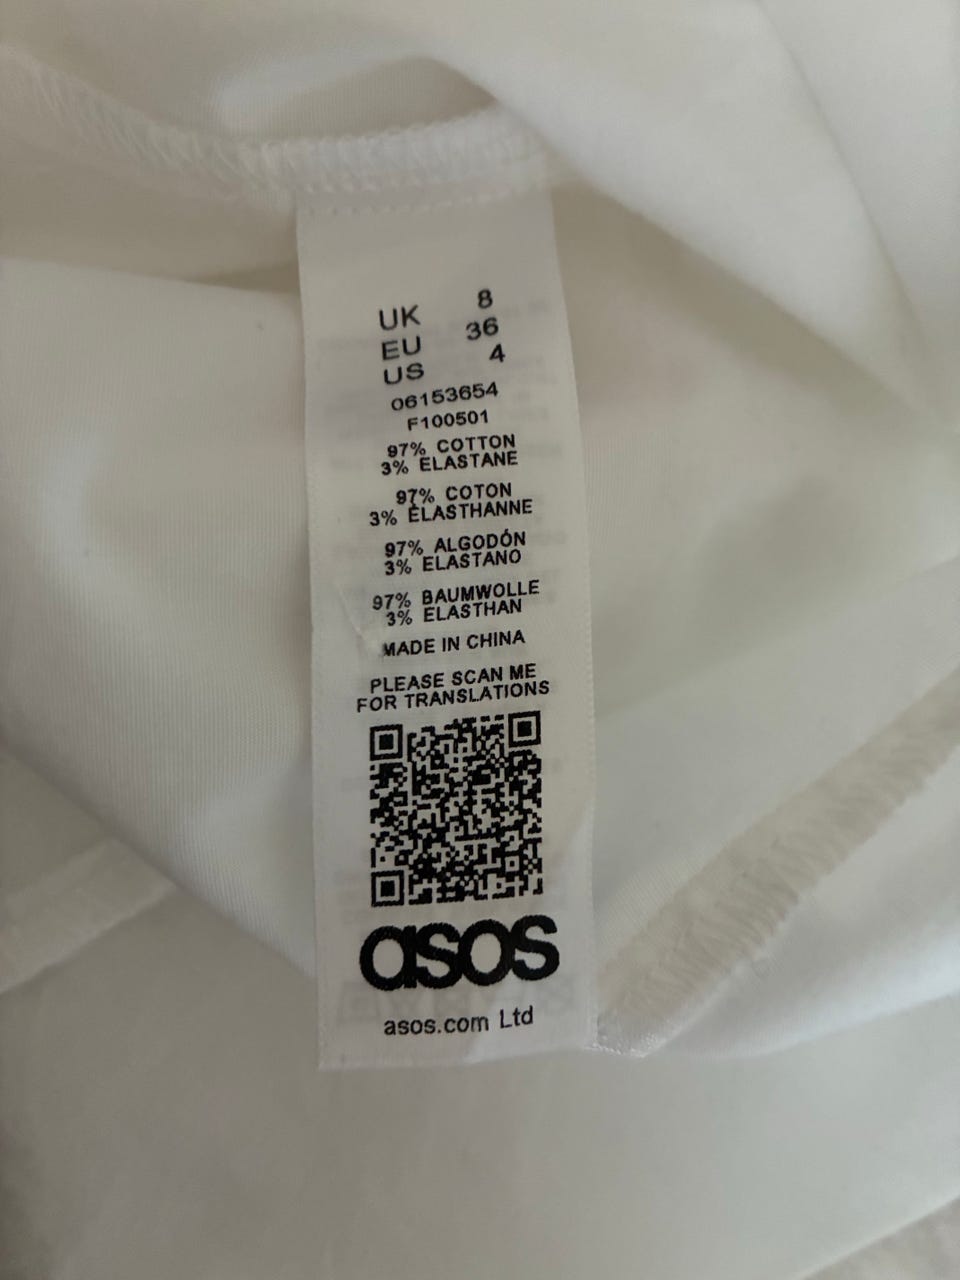 UK 8
EU 36
US 4
06153654
F100501
97% COTTON
3% ELASTANE
97% COTON
3% ÉLASTHANNE
97% ALGODÓN
3% ELASTANO
97% BAUMWOLLE
3% ELASTHAN
MADE IN CHINA
PLEASE SCAN ME
FOR TRANSLATIONS
asos
asos.com Ltd